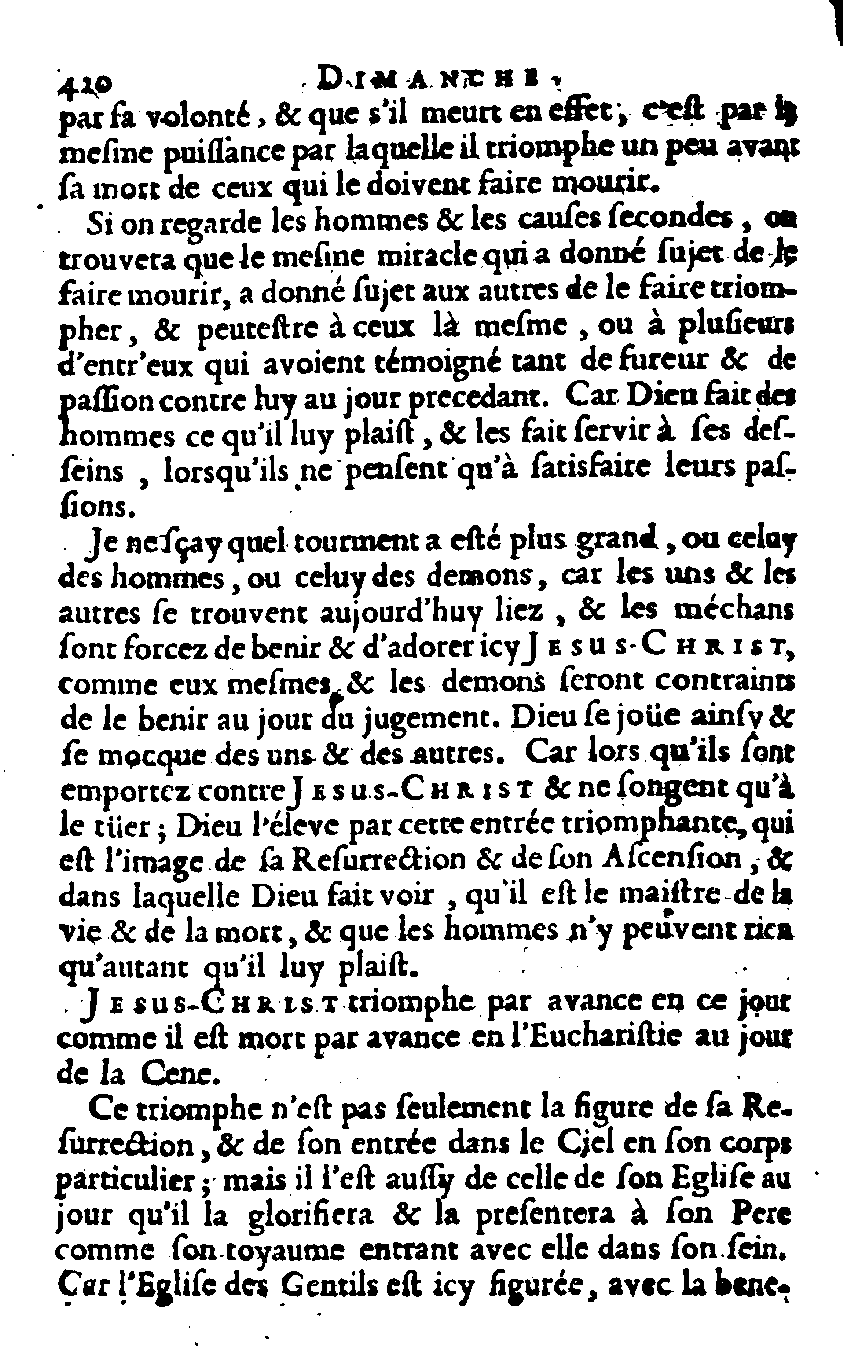 420 DIMANCHE
par ſa volonté, & que s'il meurt en effet, c'eſt par la
meſme puiſſance par laquelle il triomphe un peu avant
ſa mort de ceux qui le doivent faire mourir.
Si on regarde les hommes & les cauſes ſecondes, on
trouvera que le meſme miracle qui a donné ſujet de le
faire mourir, a donné ſujet aux autres de le faire triom-
pher, & peuteſtre à ceux là meſme, ou à pluſieurs
d'entr'eux qui avoient témoigné tant de fureur & de
paſſion contre luy au jour precedant. Car Dieu fait des
hommes ce qu'il luy plaiſt, & les fait ſervir à ſes deſ-
ſeins, lorsqu'ils ne penſent qu'à ſatisfaire leurs paſ-
ſions.
Je ne ſçay quel tourment a eſté plus grand, ou celuy
des hommes, ou celuy des demons, car les uns & les
autres ſe trouvent aujourd'huy liez, & les méchans
ſont forcez de benir & d'adorer icy JESUS-CHRIST,
comme eux meſmes & les demons ſeront contraints
de le benir au jour du jugement. Dieu ſe joüe ainſy &
ſe mocque des uns & des autres. Car lors qu'ils ſont
emportez contre JESUS-CHRIST & ne ſongent qu'à
le tüer; Dieu l'éleve par cette entrée triomphante, qui
eſt l'image de ſa Reſurrection & de ſon Aſcenſion, &
dans laquelle Dieu fait voir, qu'il eſt le maiſtre de la
vie & de la mort, & que les hommes n'y peuvent rien
qu'autant qu'il luy plaiſt.
JESUS-CHRIST triomphe par avance en ce jour
comme il eſt mort par avance en l'Euchariſtie au jour
de la Cene.
Ce triomphe n'eſt pas ſeulement la figure de ſa Re-
ſurrection, & de ſon entrée dans le Ciel en ſon corps
particulier; mais il l'eſt auſſy de celle de ſon Egliſe au
jour qu'il la glorifiera & la preſentera à ſon Pere
comme ſon royaume entrant avec elle dans ſon ſein.
Car l'Egliſe des Gentils eſt icy figurée, avec la bene-